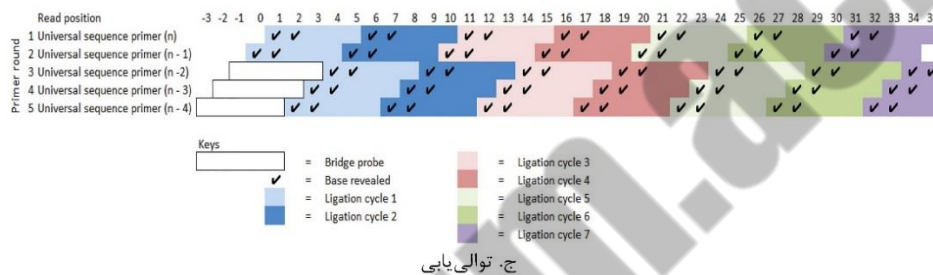 Read position -3 -2 -1 0 1 2 3 4 5 6 7 8 9 10 11 12 13 14 15 16 17 18 19 20 21 22 23 24 25 26 27 28 29 30 31 32 33 34 3
Primer round
1 Universal sequence primer (n)
2 Universal sequence primer (n - 1)
3 Universal sequence primer (n -2)
4 Universal sequence primer (n - 3)
5 Universal sequence primer (n - 4)
Keys
= Bridge probe
✔ = Base revealed
= Ligation cycle 1
= Ligation cycle 2
= Ligation cycle 3
= Ligation cycle 4
= Ligation cycle 5
= Ligation cycle 6
= Ligation cycle 7
ج. توالی‌یابی